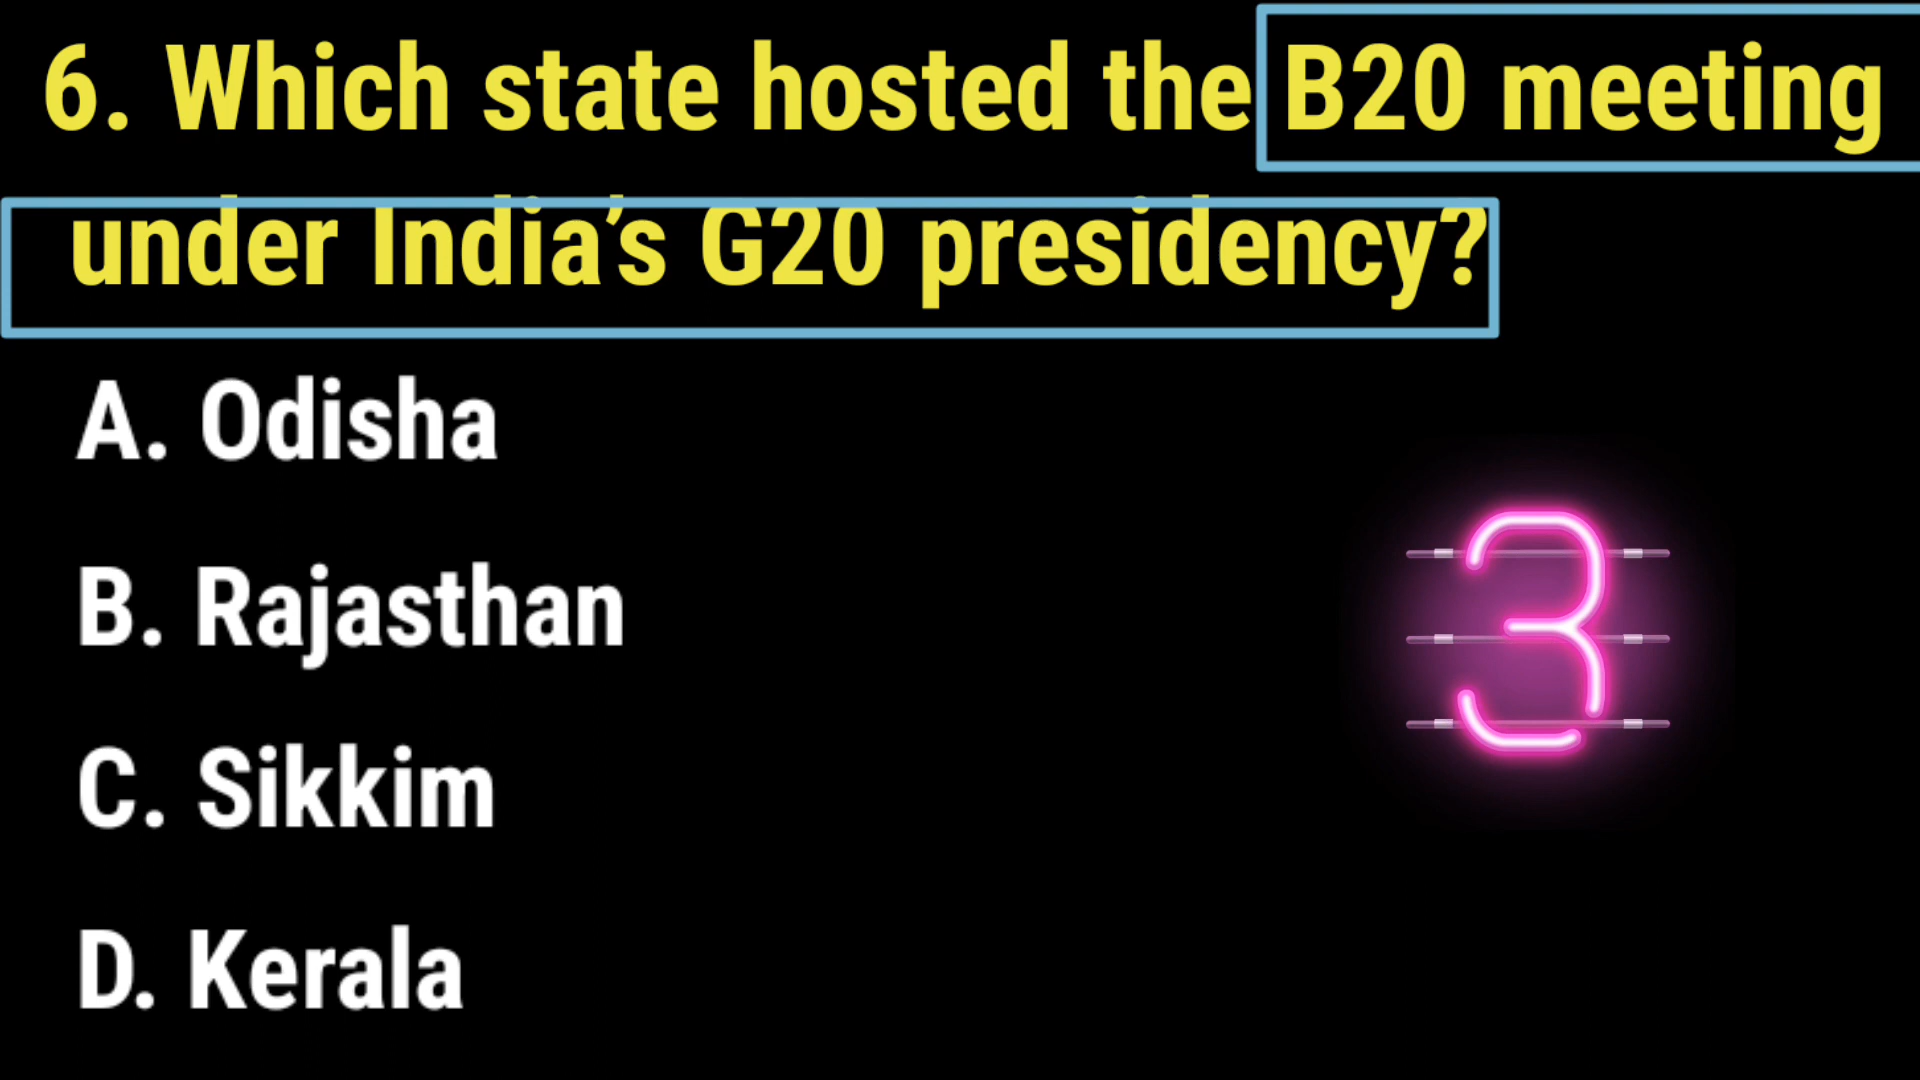 6. Which state hosted the B20 meeting
under India’s G20 presidency?
A. Odisha
B. Rajasthan
3
C. Sikkim
D. Kerala